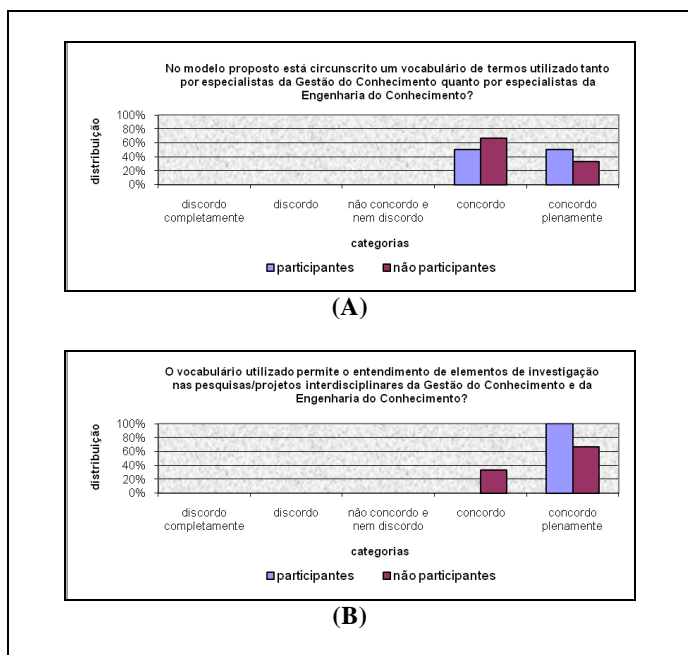 No modelo proposto está circunscrito um vocabulário de termos utilizado tanto
por especialistas da Gestão do Conhecimento quanto por especialistas da
Engenharia do Conhecimento?
distribuição
100%
80%
60%
40%
20%
0%
discordo completamente
discordo
não concordo e nem discordo
concordo
concordo plenamente
categorias
participantes
não participantes
(A)
O vocabulário utilizado permite o entendimento de elementos de investigação
nas pesquisas/projetos interdisciplinares da Gestão do Conhecimento e da
Engenharia do Conhecimento?
distribuição
100%
80%
60%
40%
20%
0%
discordo completamente
discordo
não concordo e nem discordo
concordo
concordo plenamente
categorias
participantes
não participantes
(B)